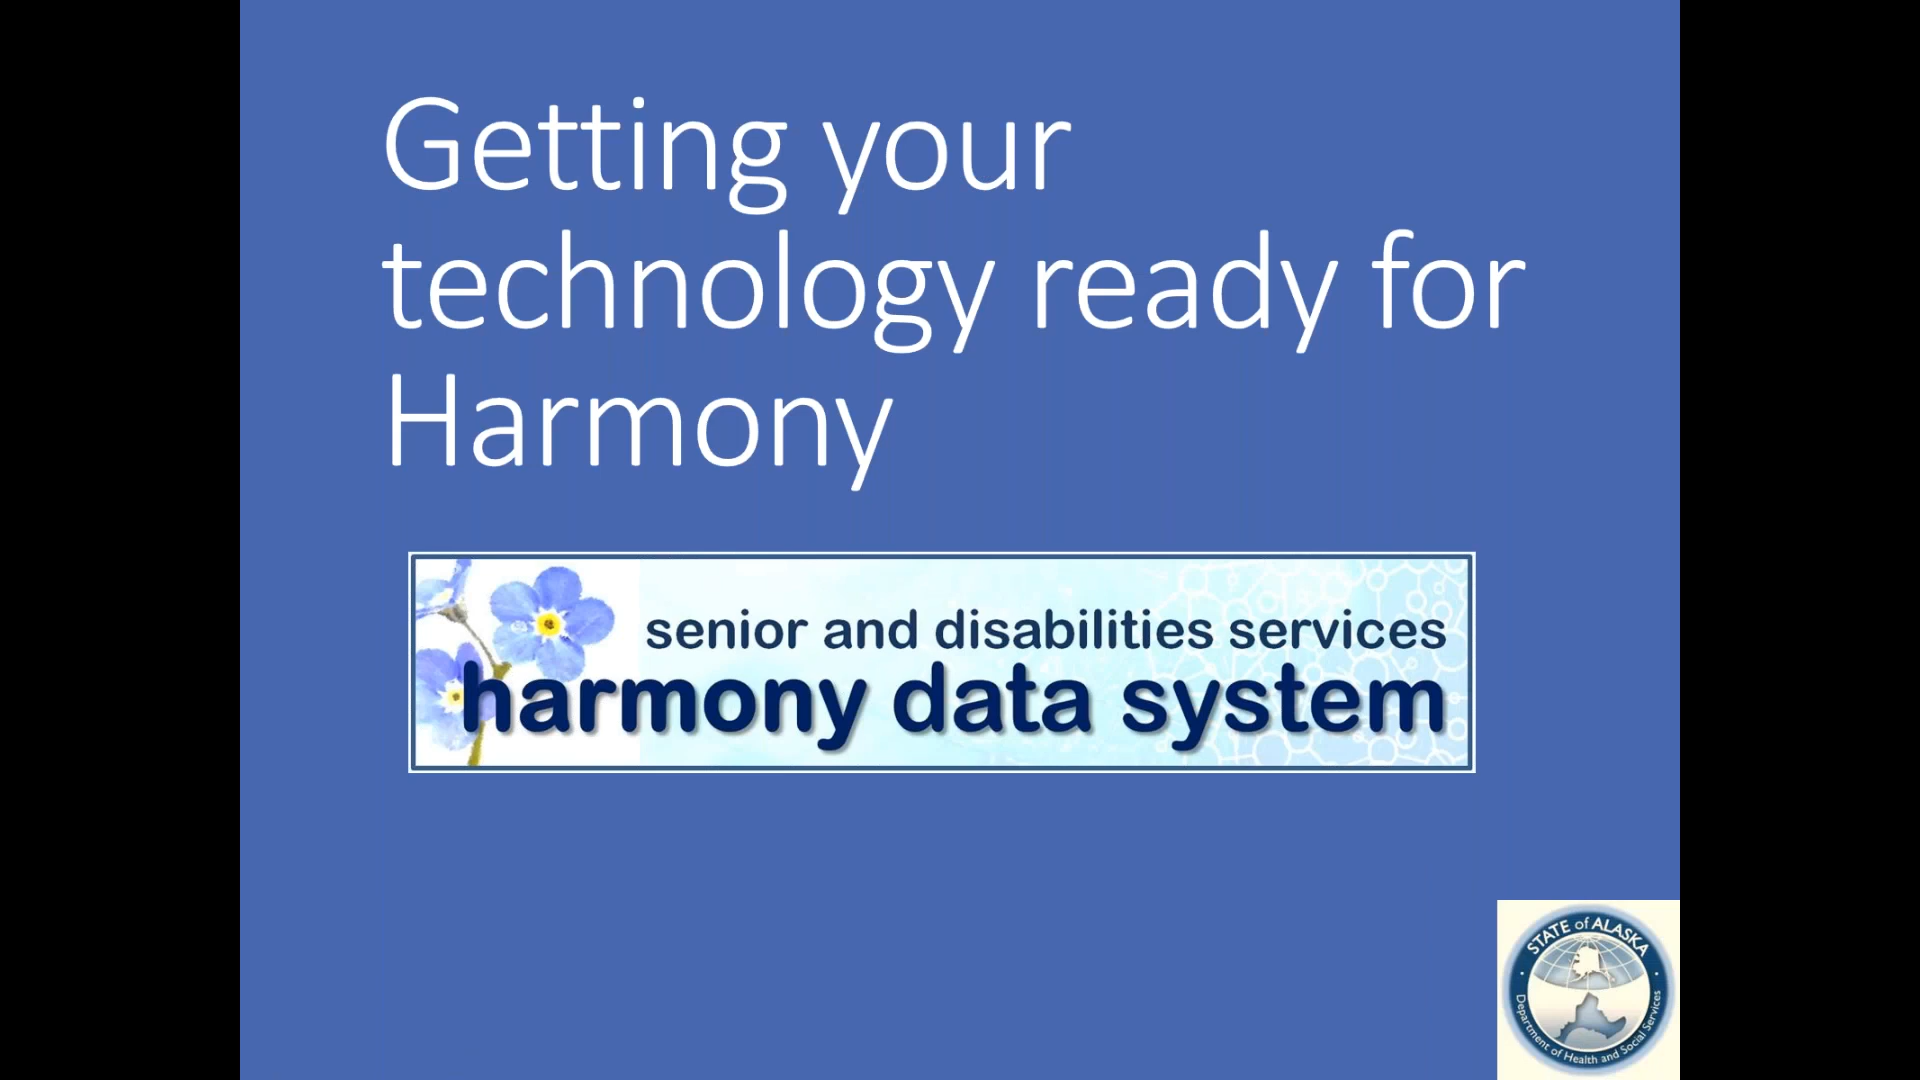 Getting your
technology ready for
Harmony
senior and disabilities services
harmony data system
STATE of ALASKA
Department of Health and Social Services